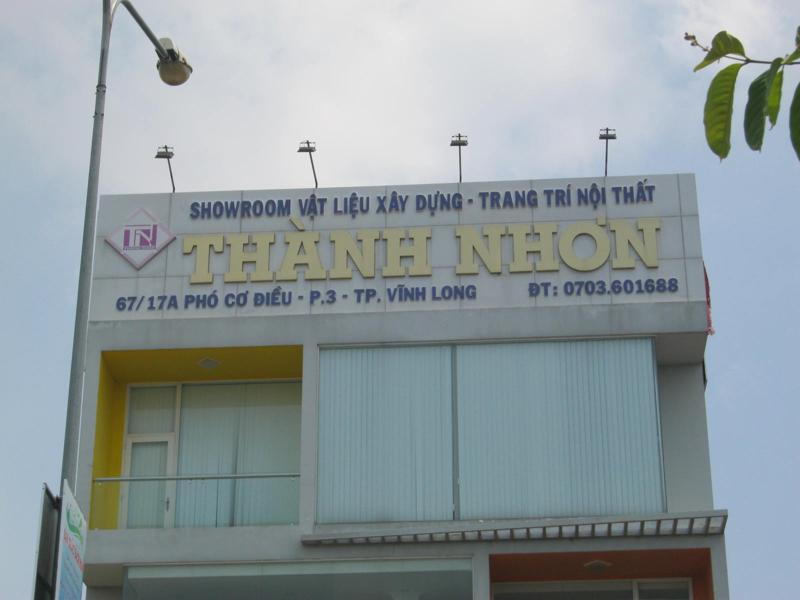 SHOWROOM VẬT LIỆU XÂY DỰNG - TRANG TRÍ NỘI THẤT
TN
THÀNH NHƠN
67/17A PHÓ CƠ ĐIỀU - P.3 - TP. VĨNH LONG ĐT: 0703.601688